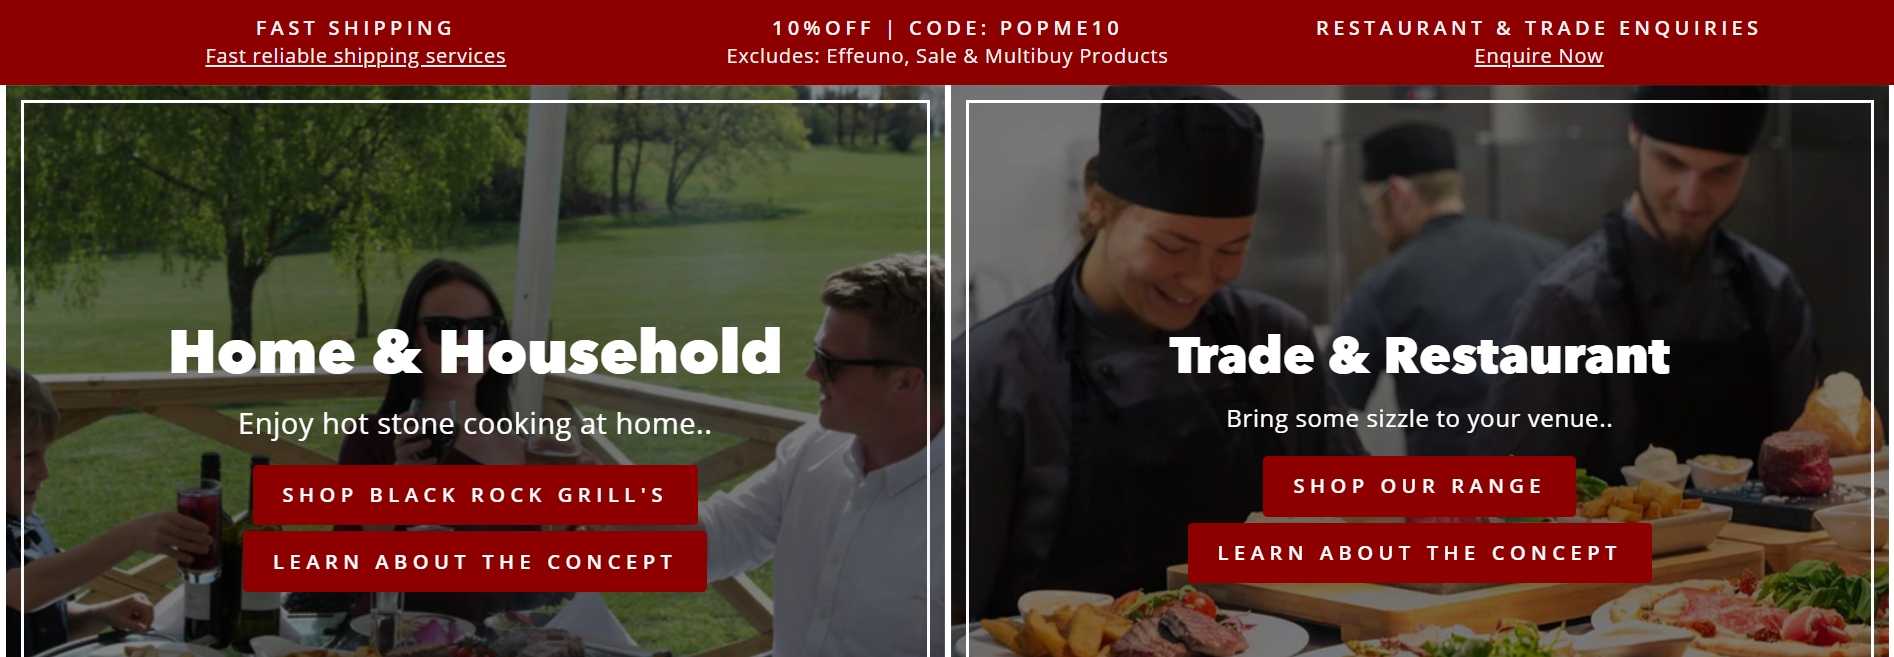 FAST SHIPPING
Fast reliable shipping services
10%OFF | CODE: POPME10
Excludes: Effeuno, Sale & Multibuy Products
RESTAURANT & TRADE ENQUIRIES
Enquire Now
Home & Household
Enjoy hot stone cooking at home..
SHOP BLACK ROCK GRILL'S
LEARN ABOUT THE CONCEPT
Trade & Restaurant
Bring some sizzle to your venue..
SHOP OUR RANGE
LEARN ABOUT THE CONCEPT